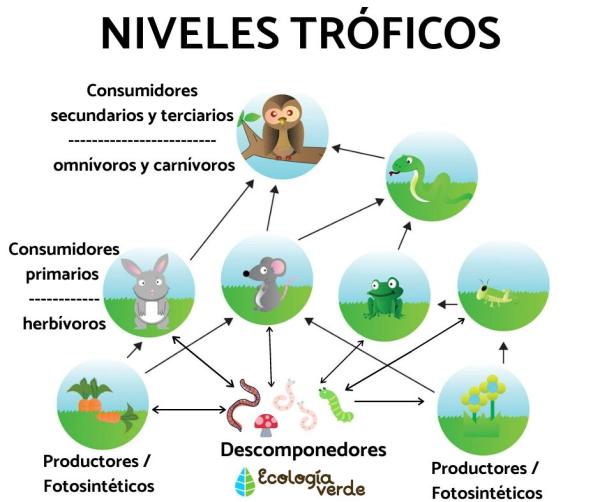 NIVELES TRÓFICOS
Consumidores
secundarios y terciarios
-------------------------
omnívoros y carnívoros
Consumidores
primarios
------------
herbívoros
Descomponedores
Productores /
Fotosintéticos
Productores /
Fotosintéticos
Ecología
verde